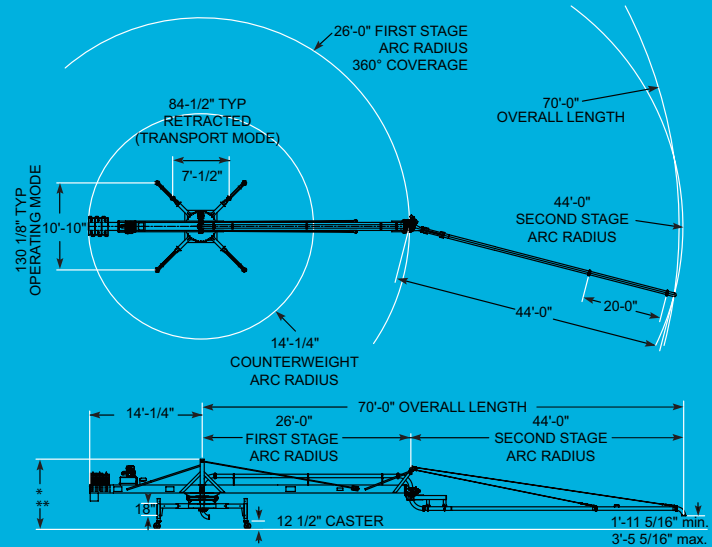 26'-0" FIRST STAGE
ARC RADIUS
360° COVERAGE
84-1/2" TYP
RETRACTED
(TRANSPORT MODE)
7'-1/2"
70'-0"
OVERALL LENGTH
130 1/8" TYP
OPERATING MODE
10'-10"
44'-0"
SECOND STAGE
ARC RADIUS
20-0"
44'-0"
14'-1/4"
COUNTERWEIGHT
ARC RADIUS
14'-1/4"
70'-0" OVERALL LENGTH
26'-0"
FIRST STAGE
ARC RADIUS
44'-0"
SECOND STAGE
ARC RADIUS
**
18"
12 1/2" CASTER
1'-11 5/16" min.
3'-5 5/16" max.